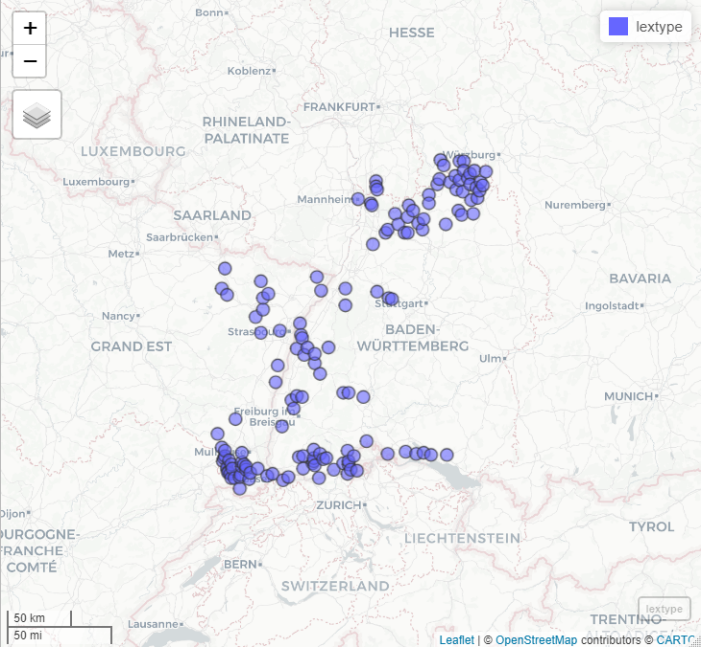 Bonn
+
HESSE
lextype
−
Koblenz
FRANKFURT
RHINELAND-
PALATINATE
LUXEMBOURG
Würzburg
Luxembourg
Mannheim
Nuremberg
SAARLAND
Saarbrücken
Metz
BAVARIA
Stuttgart
Ingolstadt
Nancy
Strasbourg
GRAND EST
BADEN-
WÜRTTEMBERG
Ulm
MUNICH
Freiburg im
Breisgau
ZURICH
Dijon
OURGOGNE-
FRANCHE
COMTÉ
TYROL
LIECHTENSTEIN
BERN
SWITZERLAND
50 km
50 mi
Lausanne
lextype
TRENTINO-
Leaflet | © OpenStreetMap contributors © CARTO